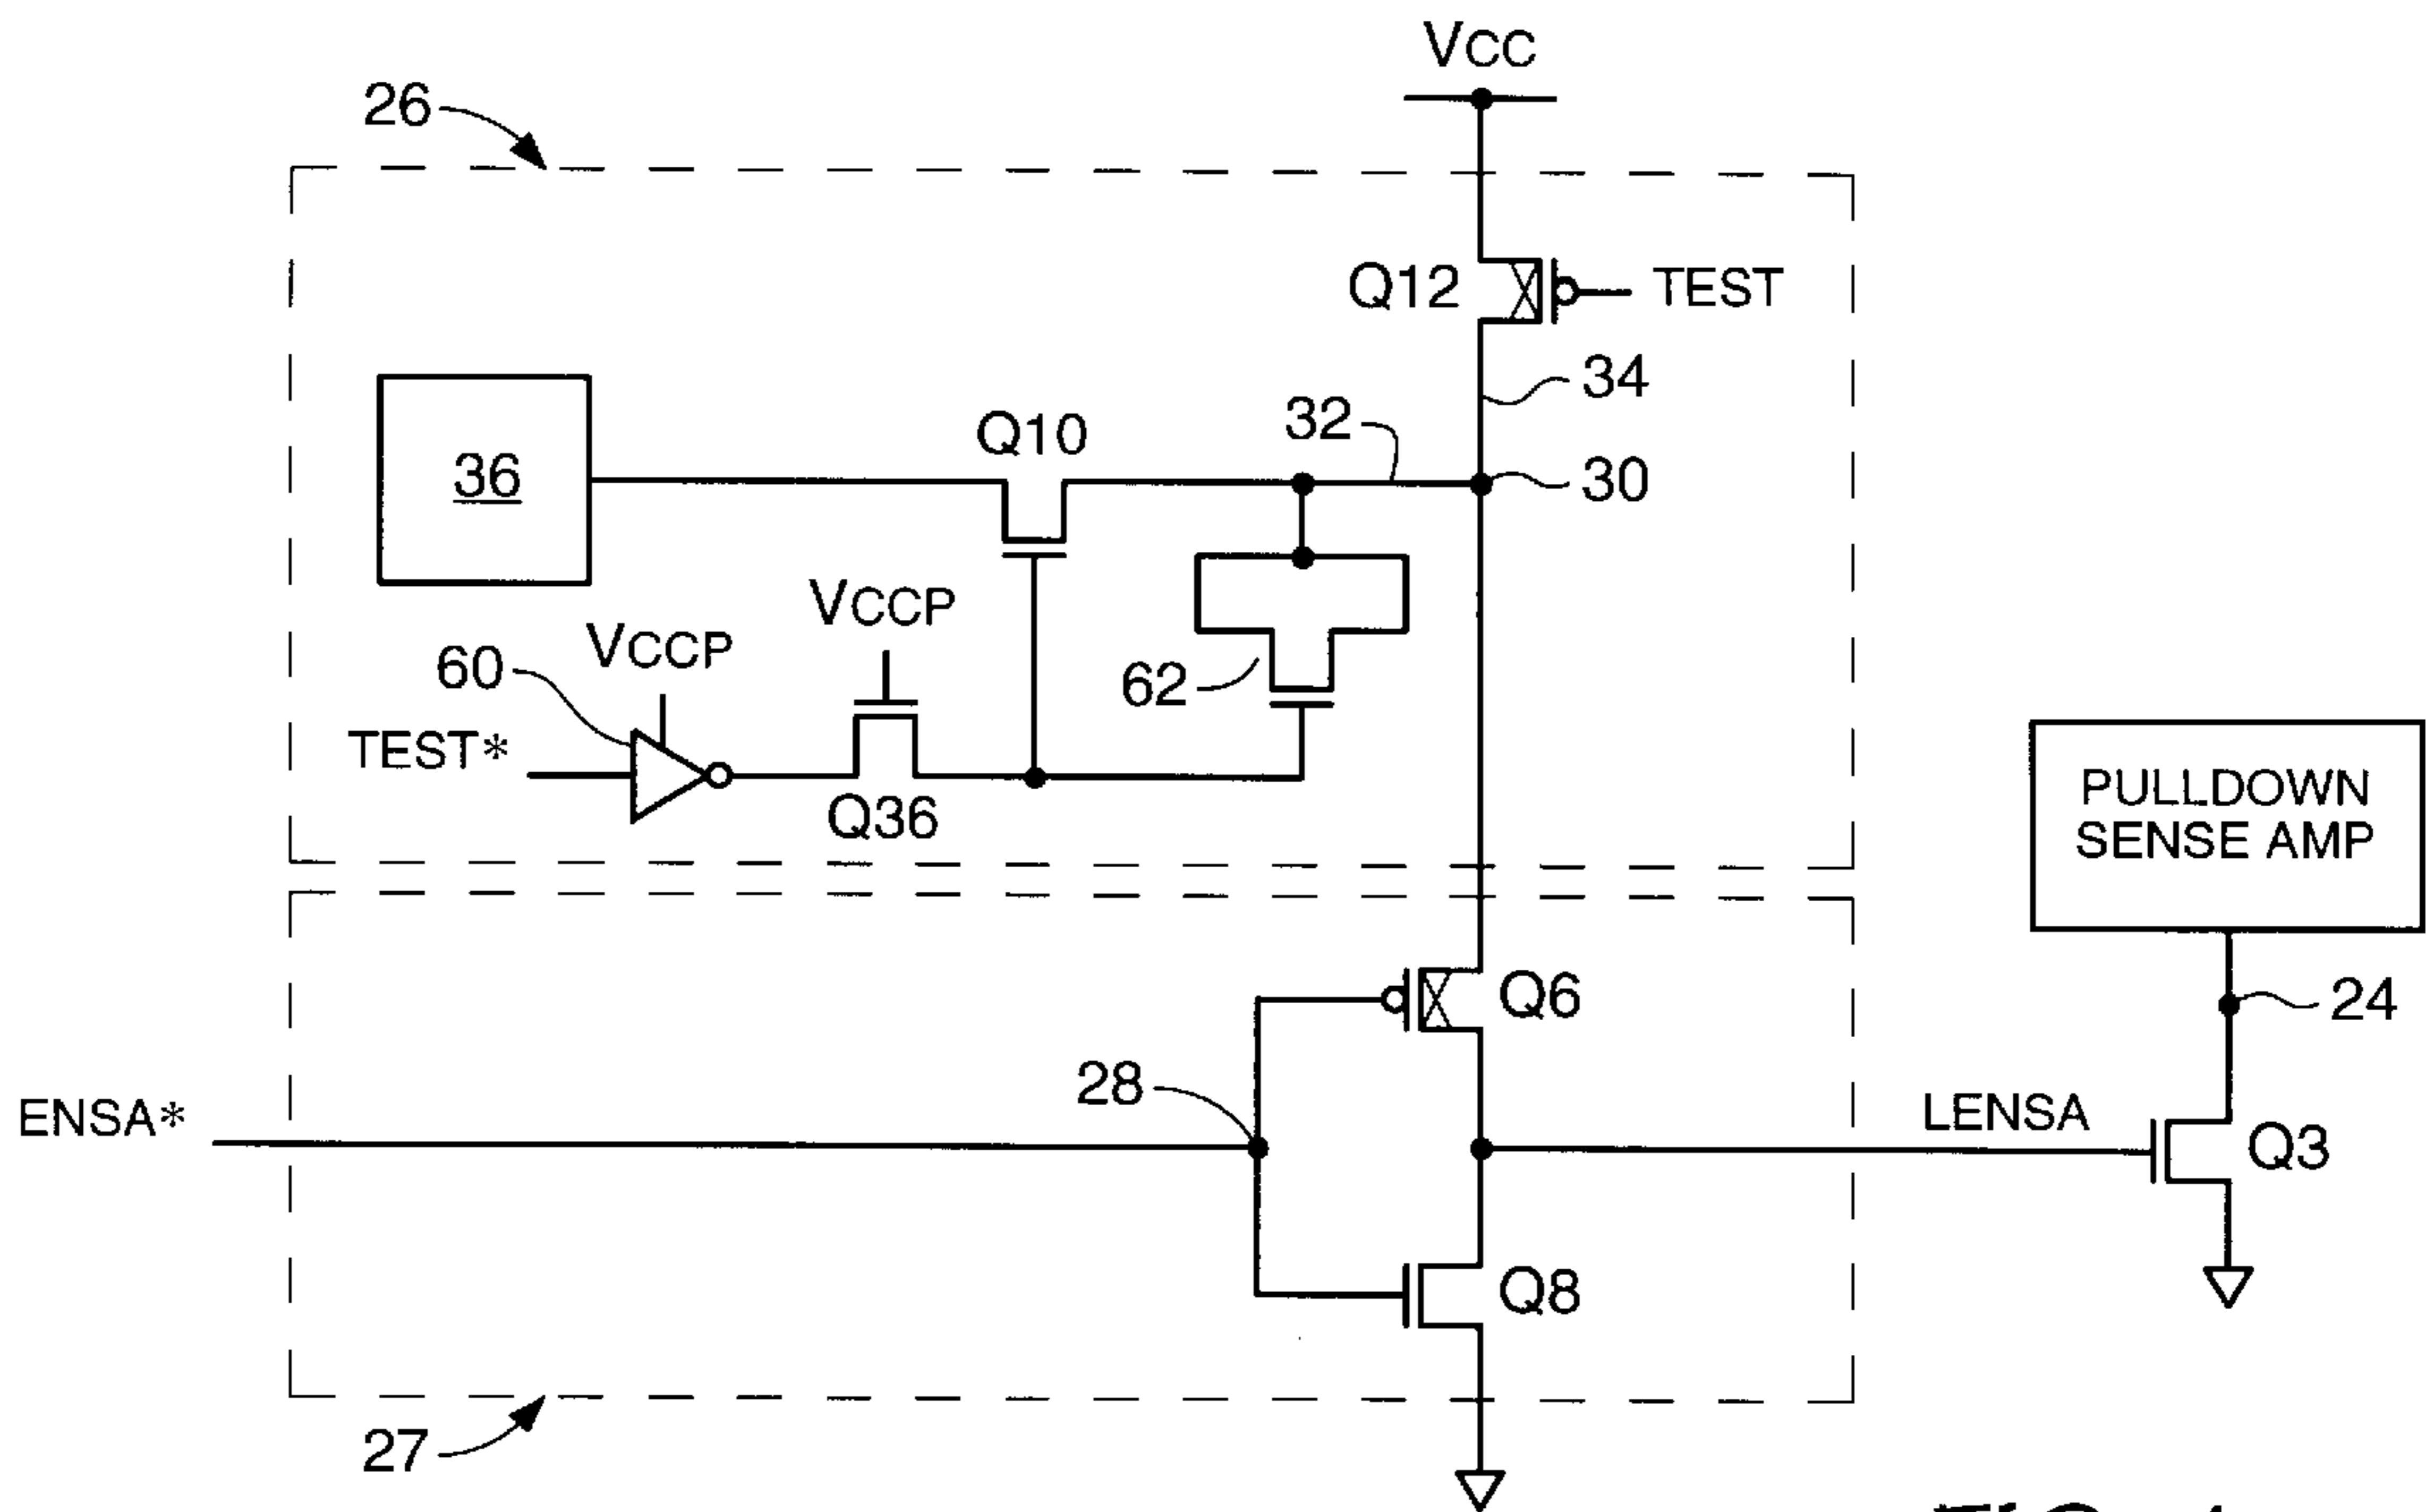 VCC
26
Q12
TEST
34
32
30
Q10
36
VCCP
VCCP
60
62
TEST*
Q36
PULLDOWN
SENSE AMP
Q6
24
28
ENSA*
LENSA
Q3
Q8
27